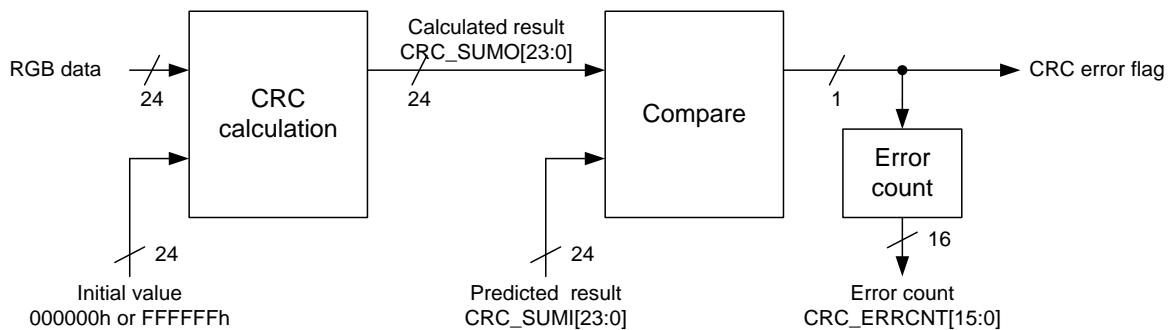 Calculated result
CRC_SUMO[23:0]
RGB data
24
CRC
calculation
24
Compare
1
CRC error flag
Error
count
24
24
16
Initial value
000000h or FFFFFFh
Predicted result
CRC_SUMI[23:0]
Error count
CRC_ERRCNT[15:0]